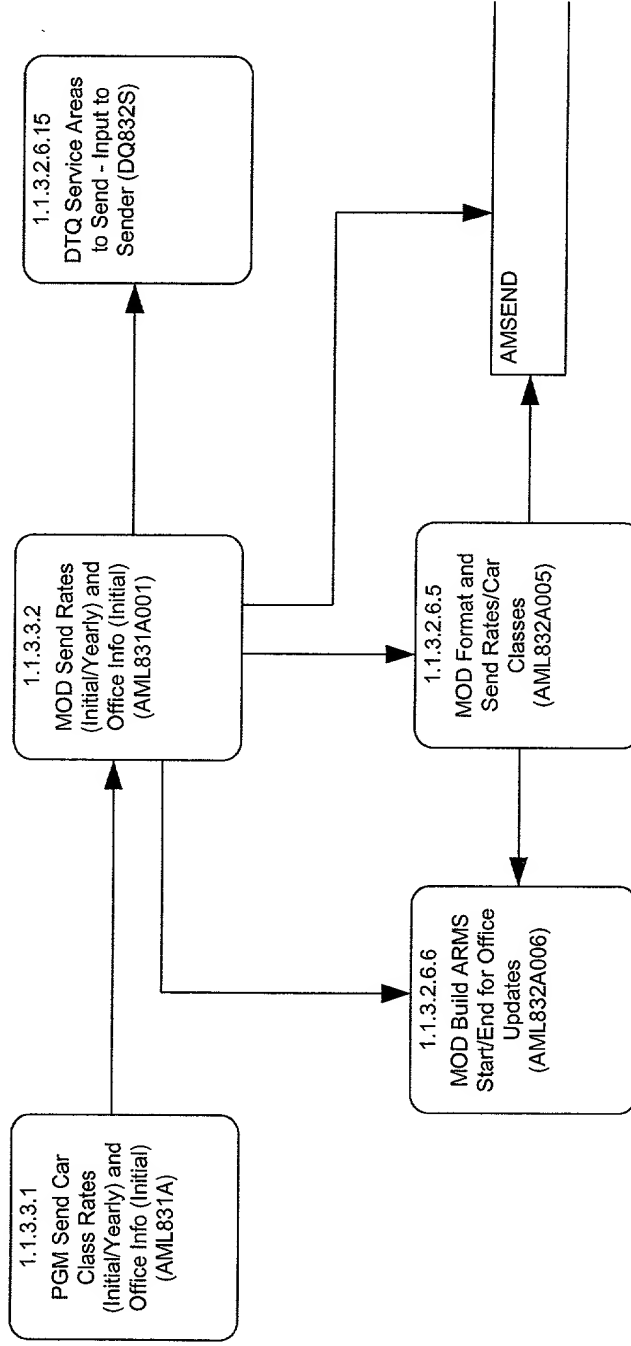 1.1.3.3.1
PGM Send Car
Class Rates
(Initial/Yearly) and
Office Info (Initial)
(AML831A)
1.1.3.3.2
MOD Send Rates
(Initial/Yearly) and
Office Info (Initial)
(AML831A001)
1.1.3.2.6.15
DTQ Service Areas
to Send - Input to
Sender (DQ832S)
1.1.3.2.6.6
MOD Build ARMS
Start/End for Office
Updates
(AML832A006)
1.1.3.2.6.5
MOD Format and
Send Rates/Car
Classes
(AML832A005)
AMSEND